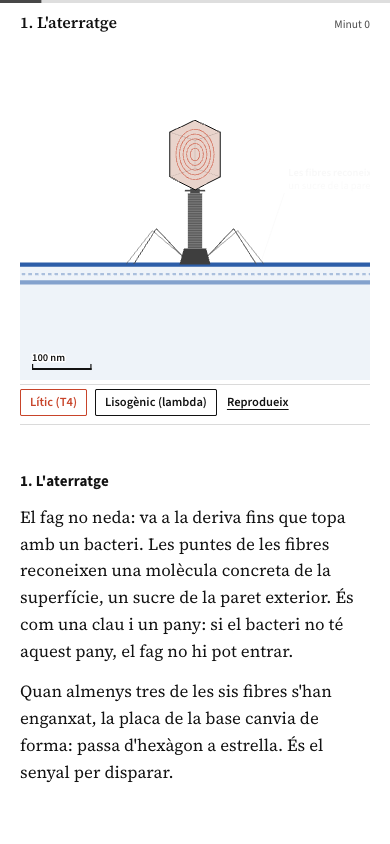 1. L'aterratge
Minut 0
100 nm
Lític (T4)
Lisogènic (lambda)
Reprodueix
1. L'aterratge
El fag no neda: va a la deriva fins que topa
amb un bacteri. Les puntes de les fibres
reconeixen una molècula concreta de la
superfície, un sucre de la paret exterior. És
com una clau i un pany: si el bacteri no té
aquest pany, el fag no hi pot entrar.
Quan almenys tres de les sis fibres s'han
enganxat, la placa de la base canvia de
forma: passa d'hexàgon a estrella. És el
senyal per disparar.